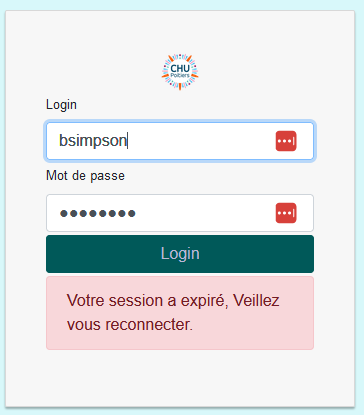 CHU
Poitiers
Login
bsimpson
Mot de passe
●●●●●●●●
Login
Votre session a expiré, Veillez
vous reconnecter.